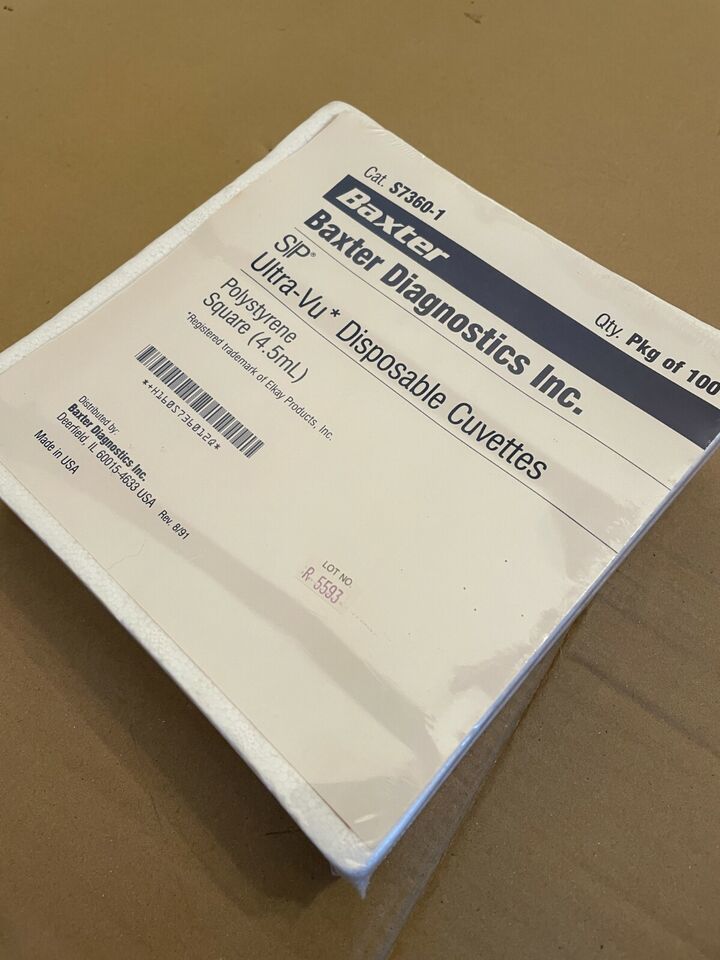 Cat. S7360-1
Qty. Pkg of 100
Baxter
Baxter Diagnostics Inc.
S/P®
Ultra-Vu* Disposable Cuvettes
Polystyrene
Square (4.5mL)
*Registered trademark of Elkay Products, Inc.
*+H160S736012Q*
Distributed by:
Baxter Diagnostics Inc.
Deerfield, IL 60015-4633 USA Rev. 8/91
Made in USA
LOT NO.
R 5593